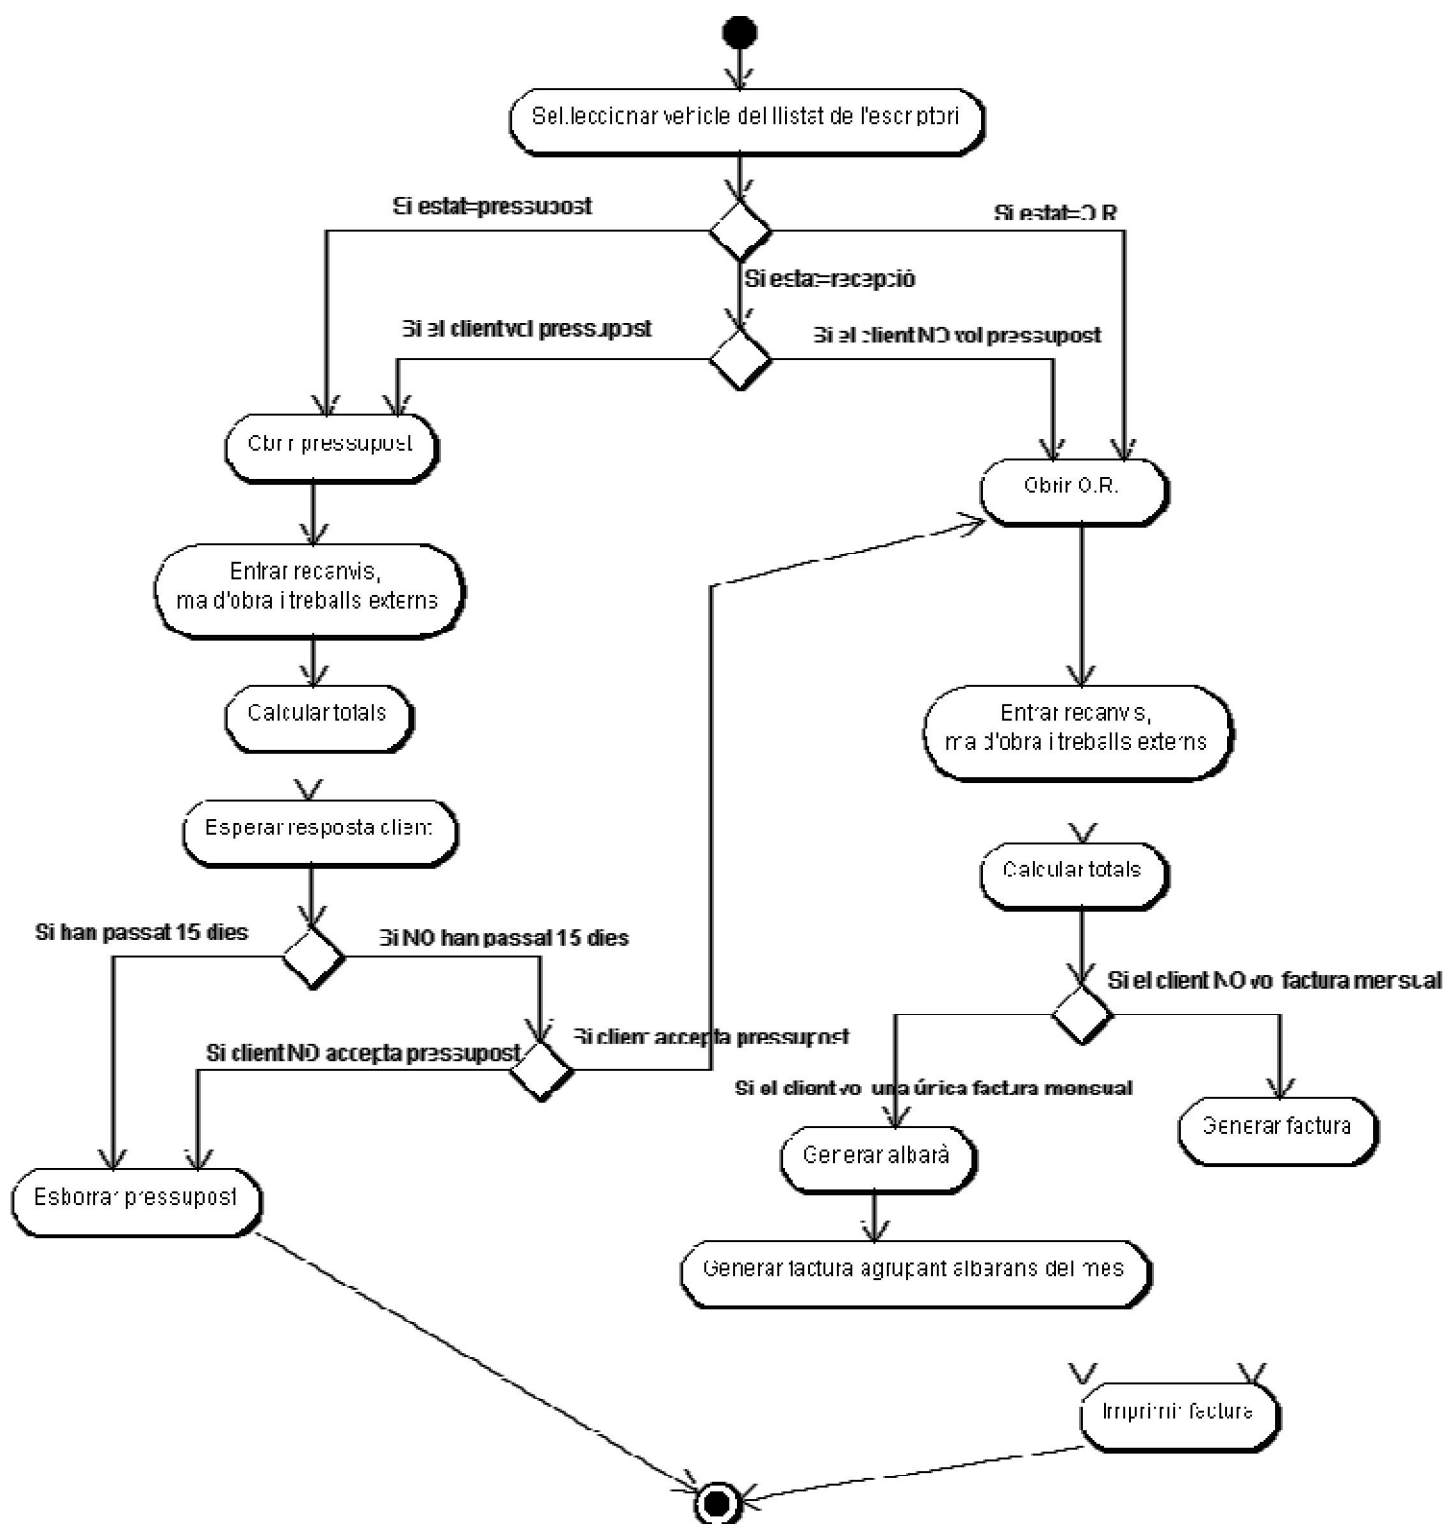 Sel.leccionar vehicle del llistat de l'escriptori
Si estat=pressupost
Si estat=O.R
Si estat=recepció
Si el client vol pressupost
Si el client NO vol pressupost
Obrir pressupost
Obrir O.R.
Entrar recanvis,
ma d'obra i treballs externs
Calcular totals
Entrar recanvis,
ma d'obra i treballs externs
Esperar resposta client
Calcular totals
Si han passat 15 dies
Si NO han passat 15 dies
Si el client NO vol factura mensual
Si client NO accepta pressupost
Si client accepta pressupost
Si el client vol una única factura mensual
Generar factura
Generar albarà
Esborrar pressupost
Generar factura agrupant albarans del mes
Imprimir factura